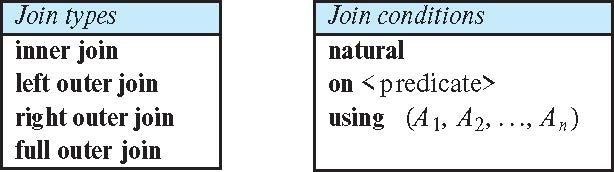 Join types
inner join
left outer join
right outer join
full outer join
Join conditions
natural
on <predicate>
using (A1, A2, ..., An)